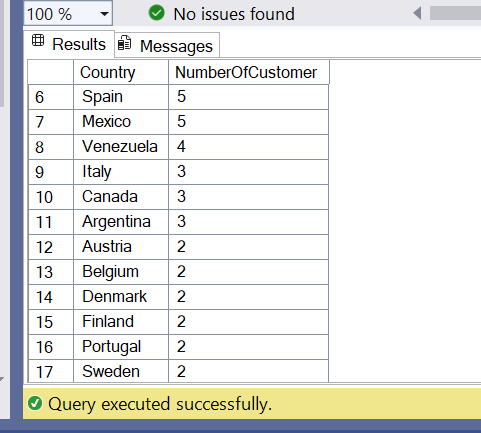 100 % No issues found
Results Messages
Country NumberOfCustomer
6 Spain 5
7 Mexico 5
8 Venezuela 4
9 Italy 3
10 Canada 3
11 Argentina 3
12 Austria 2
13 Belgium 2
14 Denmark 2
15 Finland 2
16 Portugal 2
17 Sweden 2
Query executed successfully.